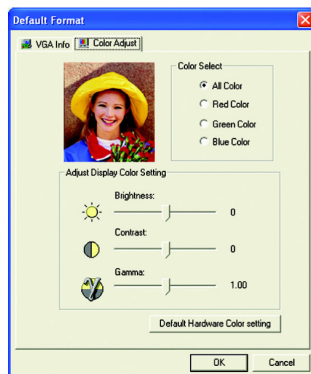 Default Format
VGA Info
Color Adjust
Color Select
All Color
Red Color
Green Color
Blue Color
Adjust Display Color Setting
Brightness:
0
Contrast:
0
Gamma:
1.00
Default Hardware Color setting
OK
Cancel